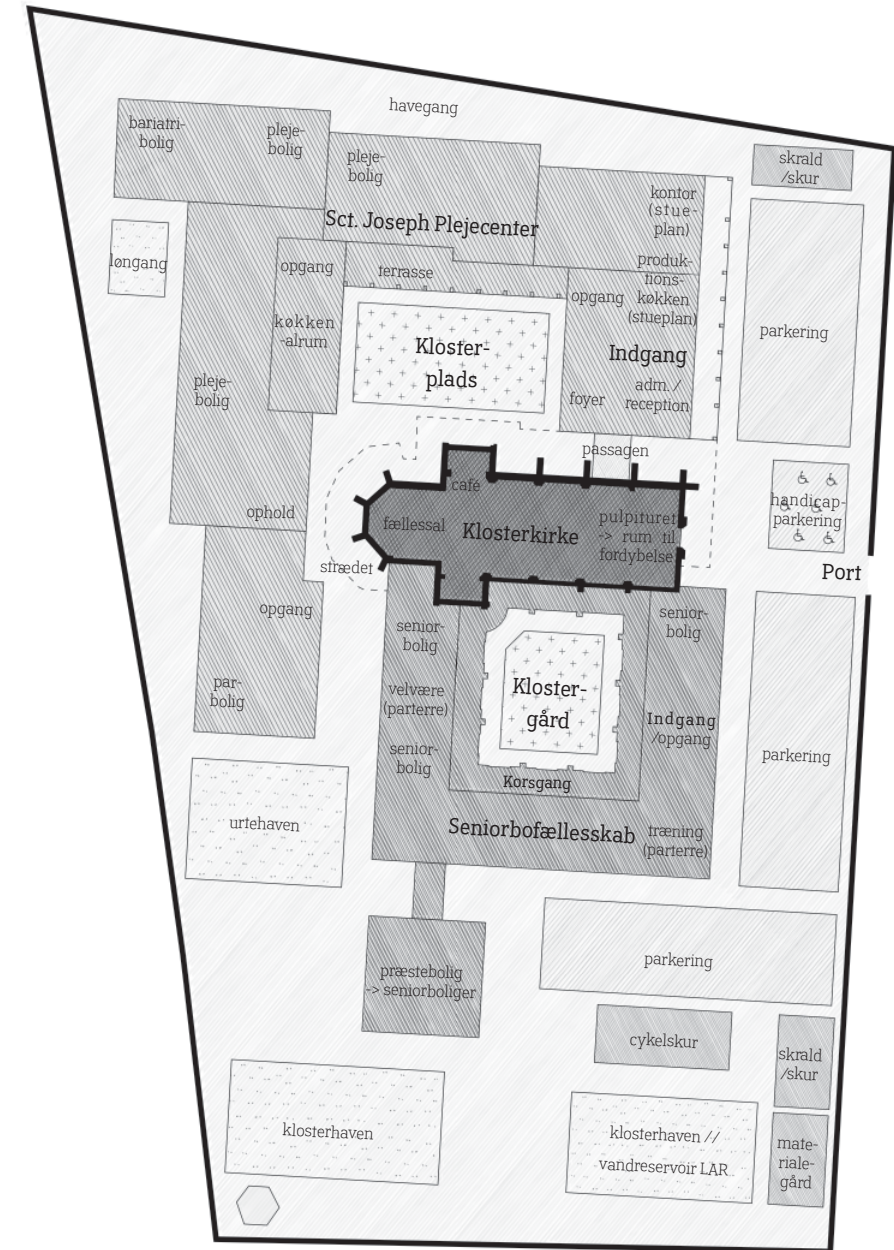 havegang
bariatri-
bolig
pleje-
bolig
pleje-
bolig
skrald
/skur
kontor
(stue-
plan)
Sct. Joseph Plejecenter
løngang
opgang
terrasse
produk-
tions-
køkken
(stueplan)
opgang
køkken
-alrum
Kloster-
plads
parkering
Indgang
pleje-
bolig
foyer
adm./
reception
passagen
café
handicap-
parkering
ophold
fællessal
Klosterkirke
pulpituret
-> rum til
fordybelse
strædet
Port
opgang
senior-
bolig
senior-
bolig
par-
bolig
velvære
(parterre)
Kloster-
gård
Indgang
/opgang
senior-
bolig
parkering
Korsgang
urtehaven
Seniorbofællesskab
træning
(parterre)
parkering
præstebolig
-> seniorboliger
cykelskur
skrald
/skur
klosterhaven
klosterhaven //
vandreservoir LAR
mate-
riale-
gård